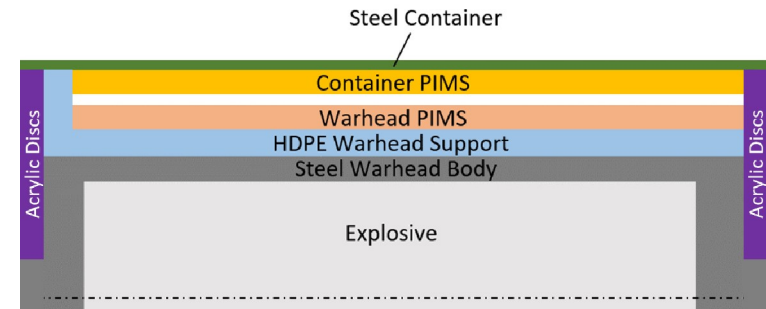 Steel Container
Container PIMS
Warhead PIMS
HDPE Warhead Support
Steel Warhead Body
Explosive
Acrylic Discs
Acrylic Discs